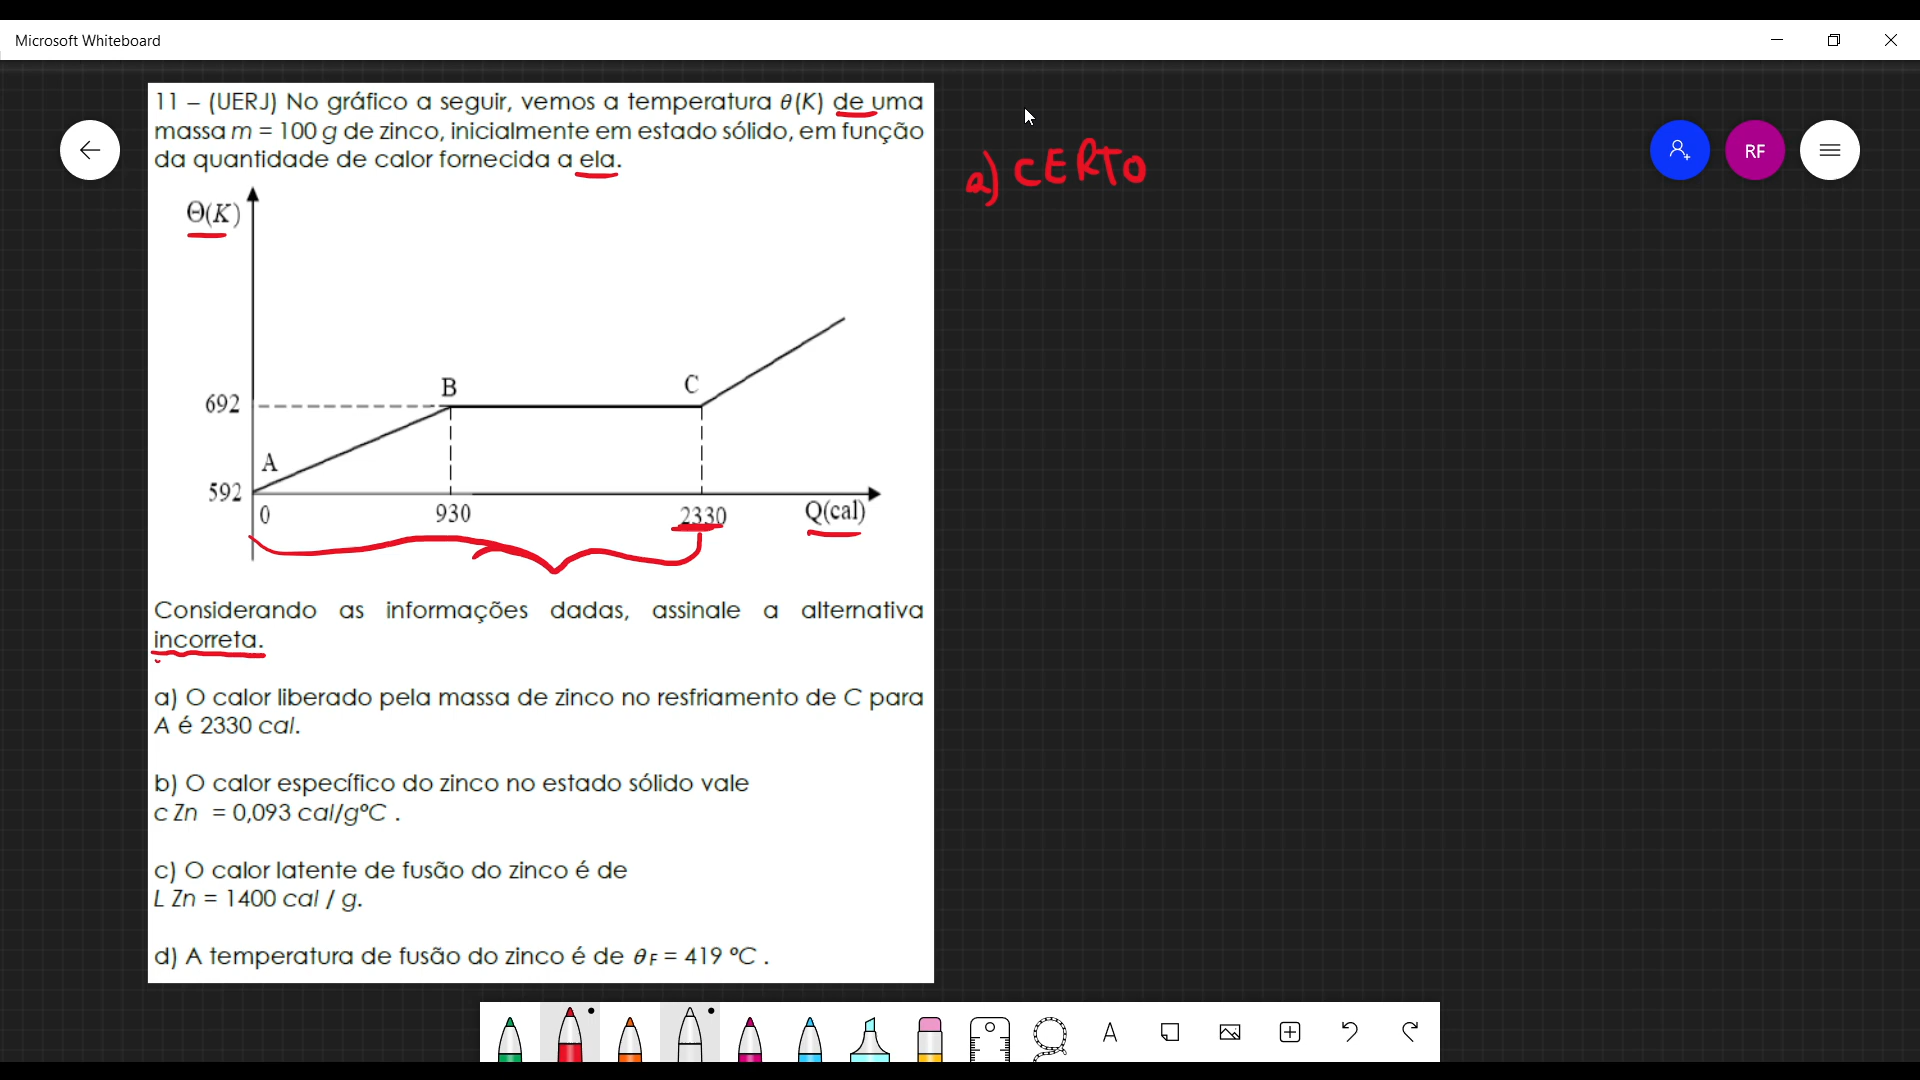 Microsoft Whiteboard
11 – (UERJ) No gráfico a seguir, vemos a temperatura θ(K) de uma
massa m = 100 g de zinco, inicialmente em estado sólido, em função
da quantidade de calor fornecida a ela.
a) CERTO
RF
Θ(K)
B
C
692
A
592
0
930
2330
Q(cal)
Considerando as informações dadas, assinale a alternativa
incorreta.
a) O calor liberado pela massa de zinco no resfriamento de C para
A é 2330 cal.
b) O calor específico do zinco no estado sólido vale
c Zn = 0,093 cal/gºC .
c) O calor latente de fusão do zinco é de
L Zn = 1400 cal / g.
d) A temperatura de fusão do zinco é de θF = 419 ºC .